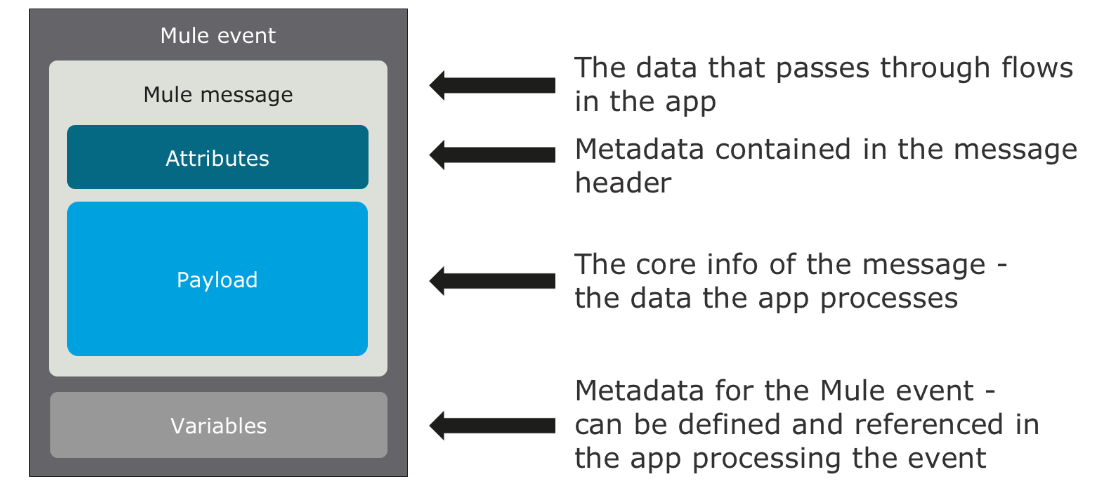 Mule event
Mule message
The data that passes through flows
in the app
Attributes
Metadata contained in the message
header
Payload
The core info of the message -
the data the app processes
Variables
Metadata for the Mule event -
can be defined and referenced in
the app processing the event